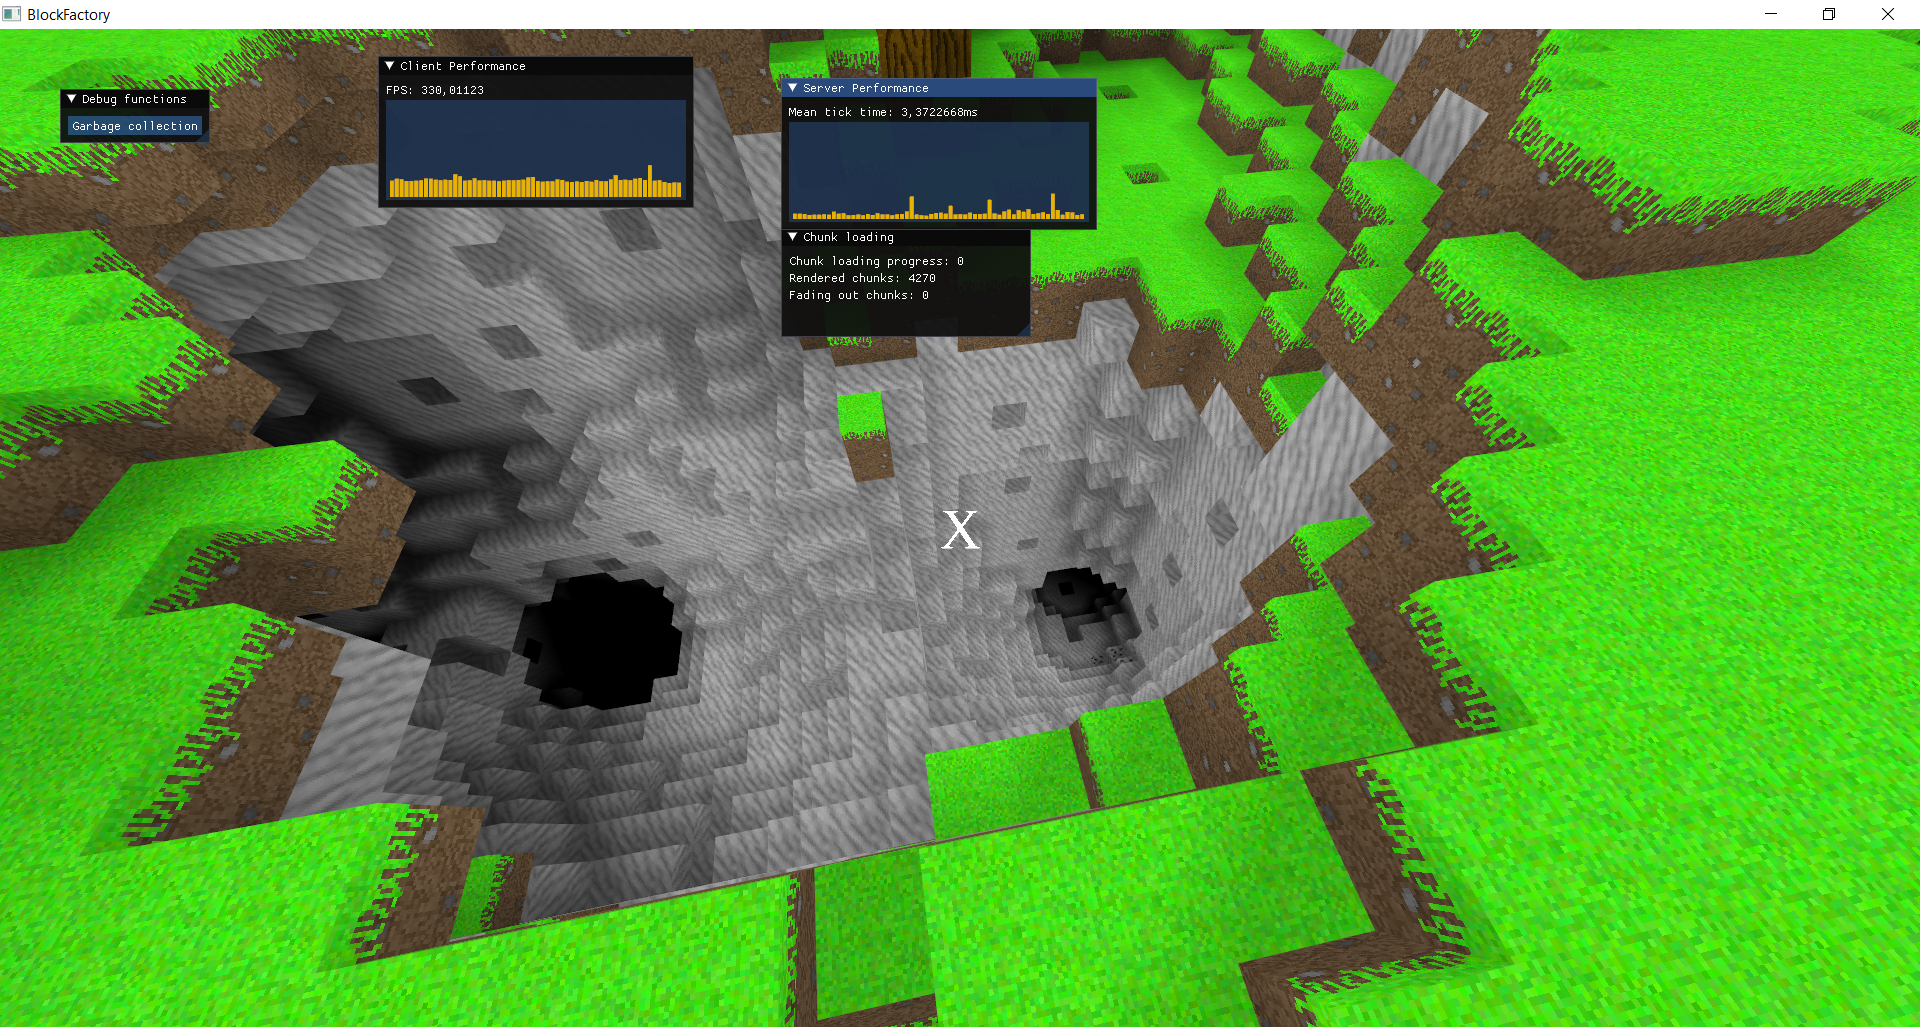 BlockFactory
Debug functions
Garbage collection
Client Performance
FPS: 330,01123
Server Performance
Mean tick time: 3,3722668ms
Chunk loading
Chunk loading progress: 0
Rendered chunks: 4270
Fading out chunks: 0
X